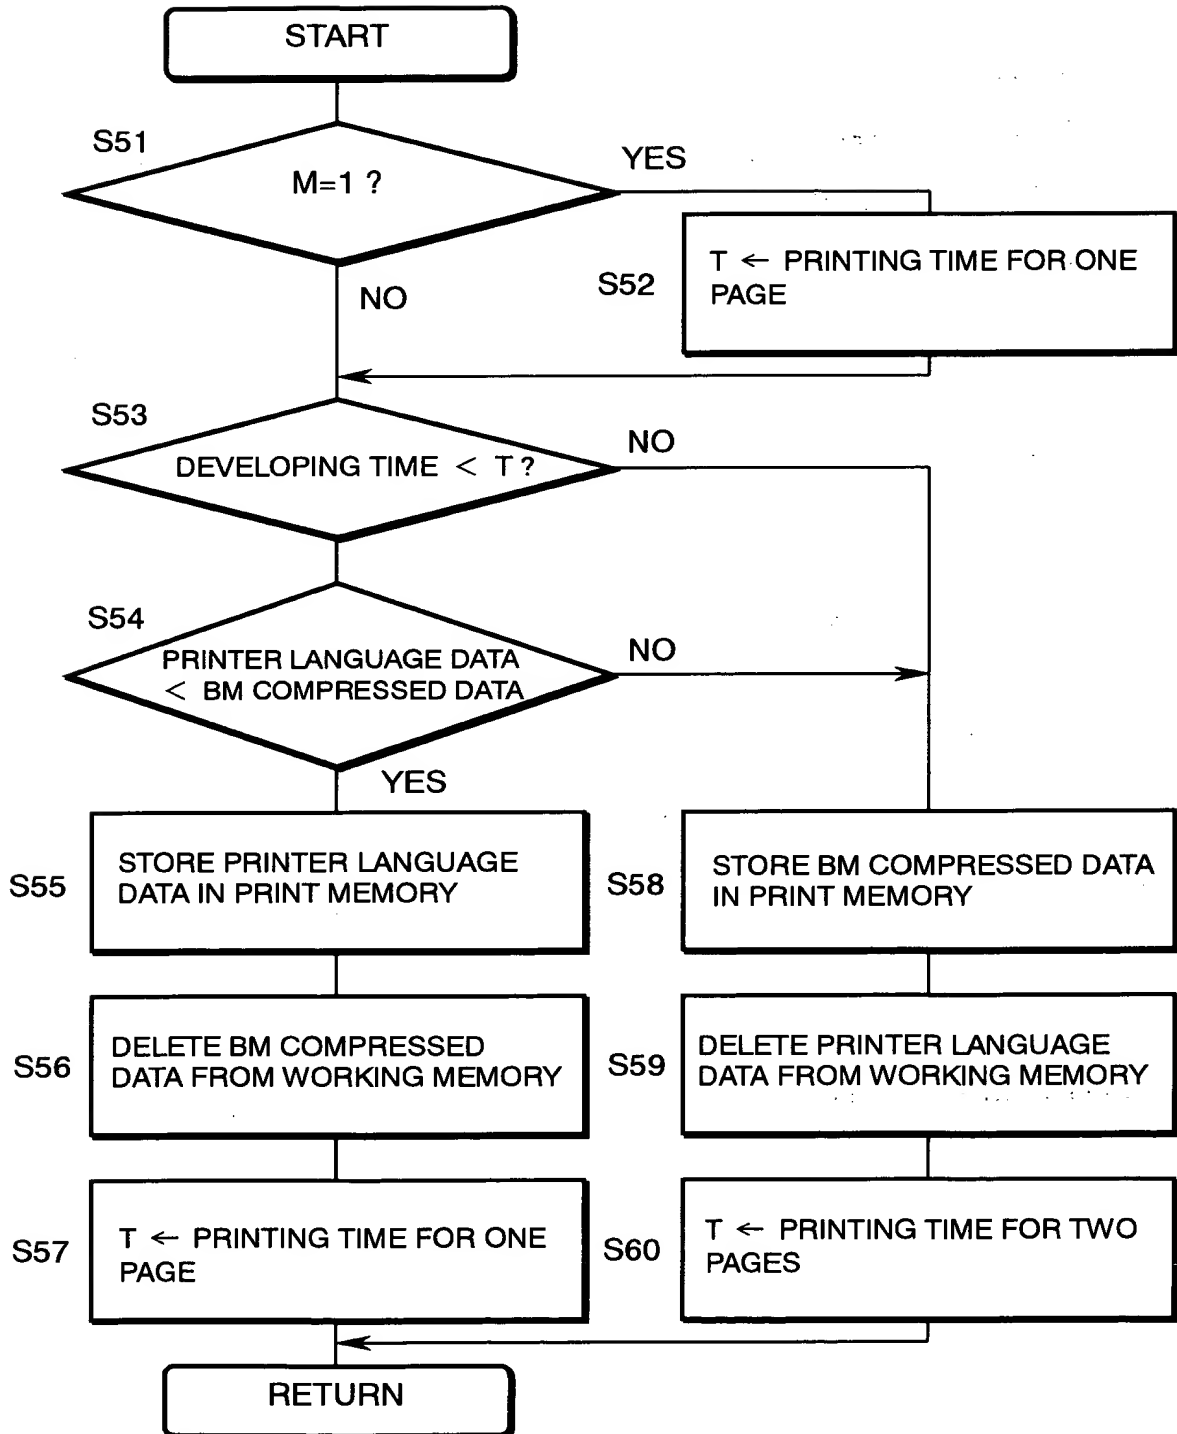 START
S51
M=1 ?
YES
S52
T ← PRINTING TIME FOR ONE
PAGE
NO
S53
DEVELOPING TIME < T ?
NO
S54
PRINTER LANGUAGE DATA
< BM COMPRESSED DATA
NO
YES
S55
STORE PRINTER LANGUAGE
DATA IN PRINT MEMORY
S58
STORE BM COMPRESSED DATA
IN PRINT MEMORY
S56
DELETE BM COMPRESSED
DATA FROM WORKING MEMORY
S59
DELETE PRINTER LANGUAGE
DATA FROM WORKING MEMORY
S57
T ← PRINTING TIME FOR ONE
PAGE
S60
T ← PRINTING TIME FOR TWO
PAGES
RETURN